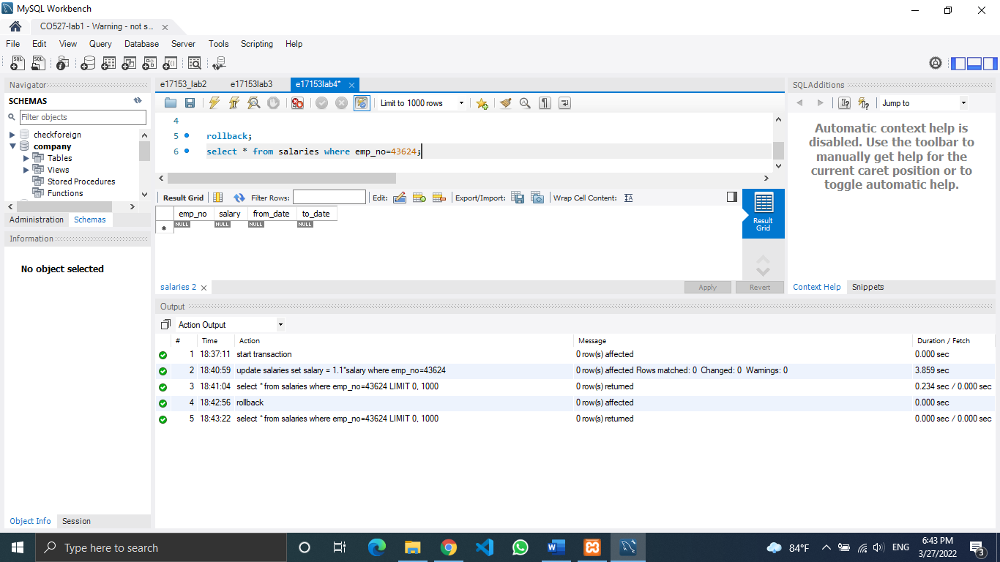 MySQL Workbench
CO527-lab1 - Warning - not s...
File Edit View Query Database Server Tools Scripting Help
Navigator
SCHEMAS
Filter objects
checkforeign
company
Tables
Views
Stored Procedures
Functions
Administration Schemas
Information
No object selected
Object Info Session
e17153_lab2 e17153lab3 e17153lab4*
Limit to 1000 rows
4
5 rollback;
6 select * from salaries where emp_no=43624;
Result Grid Filter Rows: Edit: Export/Import: Wrap Cell Content:
emp_no salary from_date to_date
NULL NULL NULL NULL
Result
Grid
salaries 2
Apply Revert
SQLAdditions
Jump to
Automatic context help is
disabled. Use the toolbar to
manually get help for the
current caret position or to
toggle automatic help.
Context Help Snippets
Output
Action Output
# Time Action Message Duration / Fetch
1 18:37:11 start transaction 0 row(s) affected 0.000 sec
2 18:40:59 update salaries set salary = 1.1*salary where emp_no=43624 0 row(s) affected Rows matched: 0 Changed: 0 Warnings: 0 3.859 sec
3 18:41:04 select * from salaries where emp_no=43624 LIMIT 0, 1000 0 row(s) returned 0.234 sec / 0.000 sec
4 18:42:56 rollback 0 row(s) affected 0.000 sec
5 18:43:22 select * from salaries where emp_no=43624 LIMIT 0, 1000 0 row(s) returned 0.000 sec / 0.000 sec
Type here to search
84°F ENG
6:43 PM
3/27/2022
3